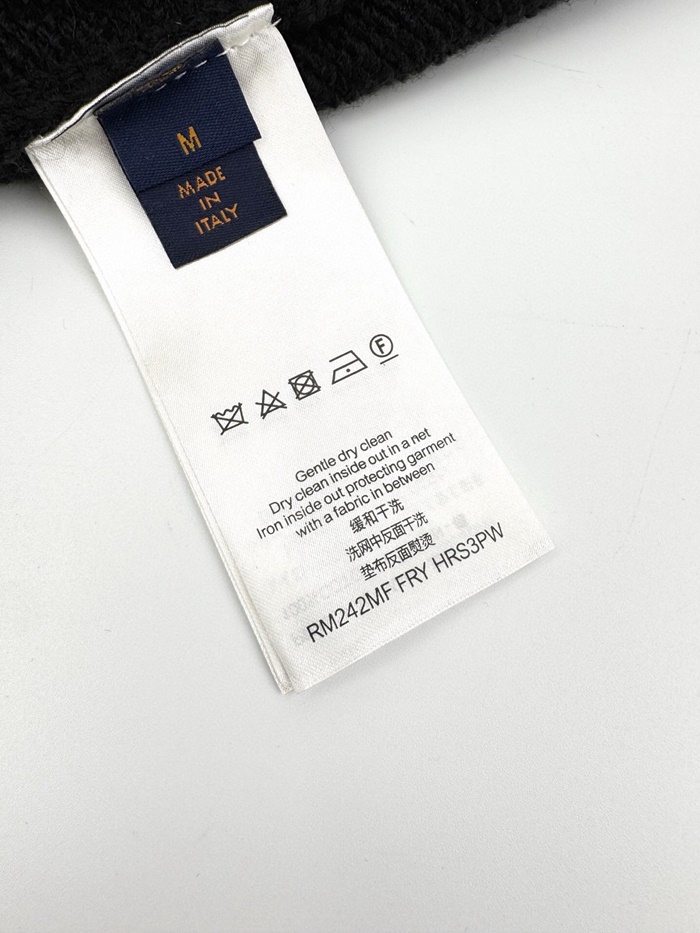 M
MADE
IN
ITALY
F
Gentle dry clean
Dry clean inside out in a net
Iron inside out protecting garment
with a fabric in between
缓和干洗
洗网中反面干洗
垫布反面熨烫
RM242MF FRY HRS3PW